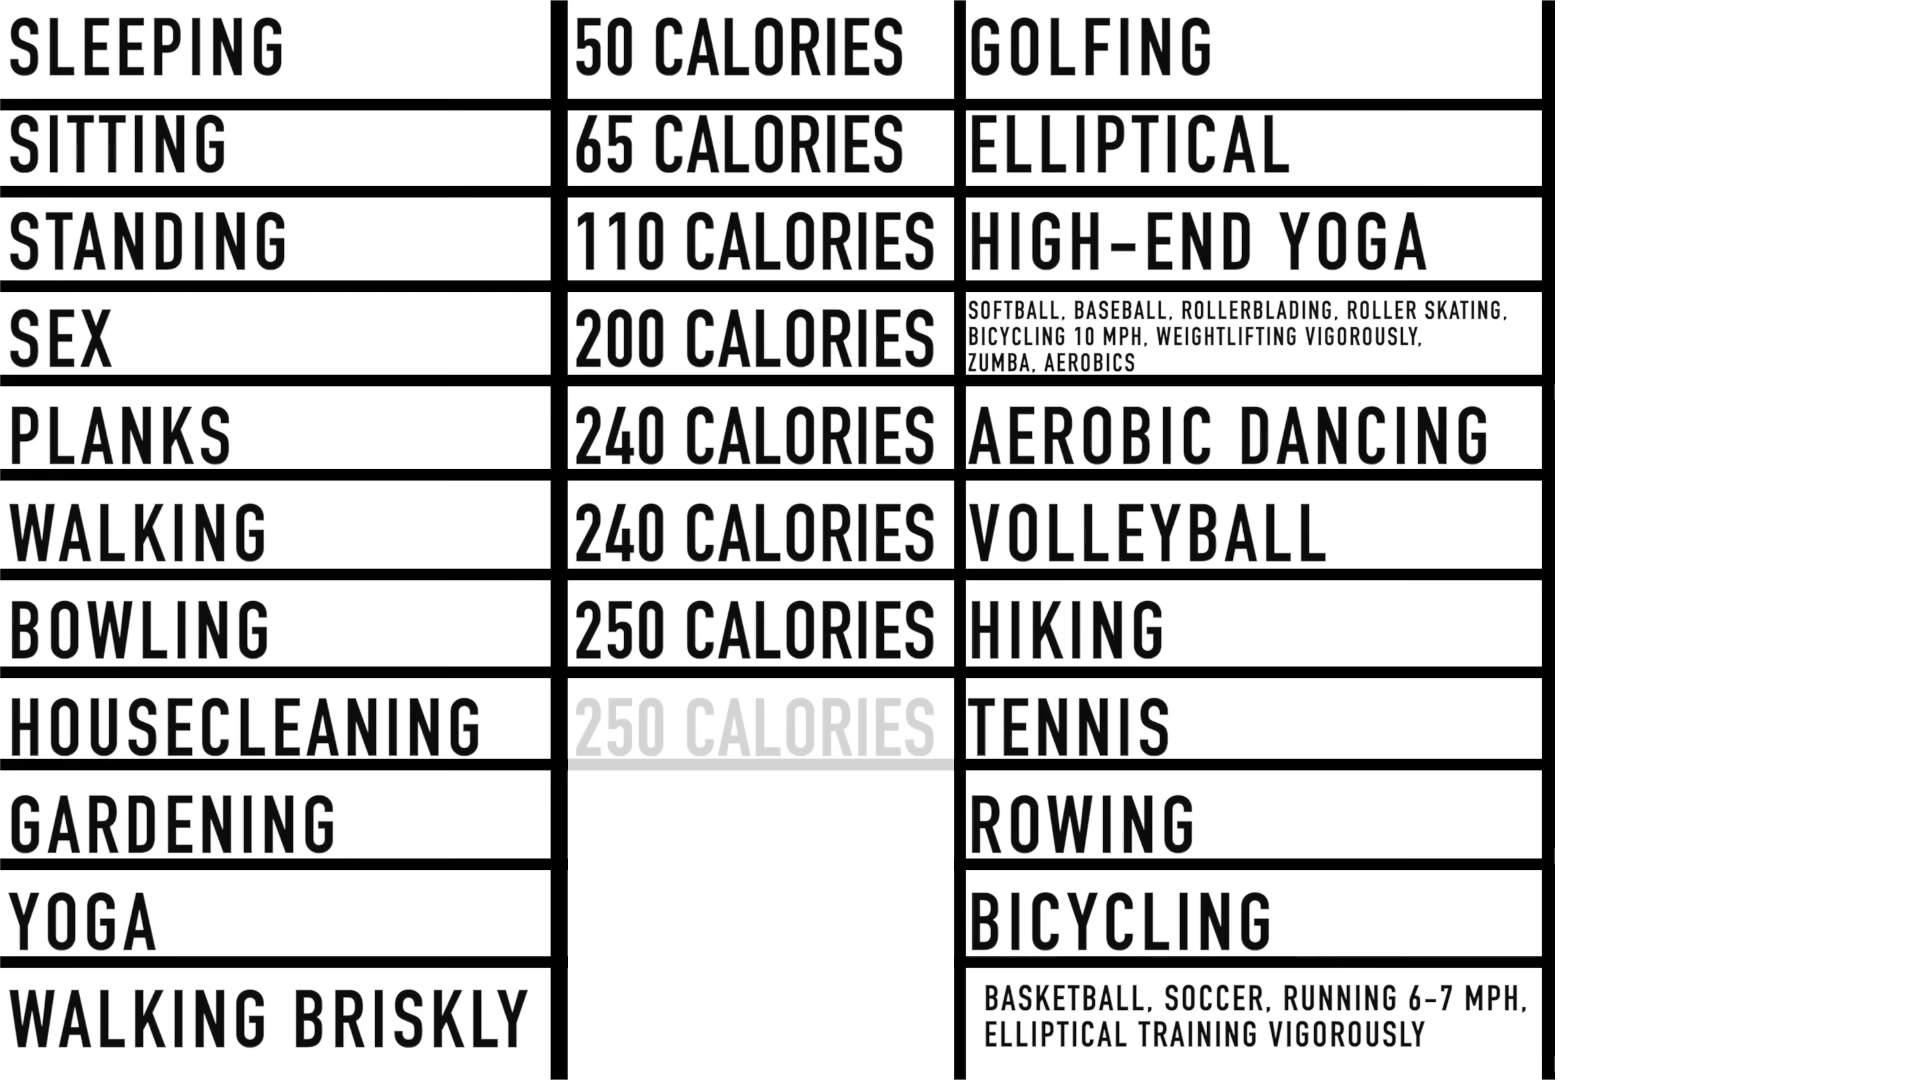 SLEEPING 50 CALORIES GOLFING
SITTING 65 CALORIES ELLIPTICAL
STANDING 110 CALORIES HIGH-END YOGA
SEX 200 CALORIES SOFTBALL, BASEBALL, ROLLERBLADING, ROLLER SKATING,
BICYCLING 10 MPH, WEIGHTLIFTING VIGOROUSLY,
ZUMBA, AEROBICS
PLANKS 240 CALORIES AEROBIC DANCING
WALKING 240 CALORIES VOLLEYBALL
BOWLING 250 CALORIES HIKING
HOUSECLEANING 250 CALORIES TENNIS
GARDENING ROWING
YOGA BICYCLING
WALKING BRISKLY BASKETBALL, SOCCER, RUNNING 6-7 MPH,
ELLIPTICAL TRAINING VIGOROUSLY